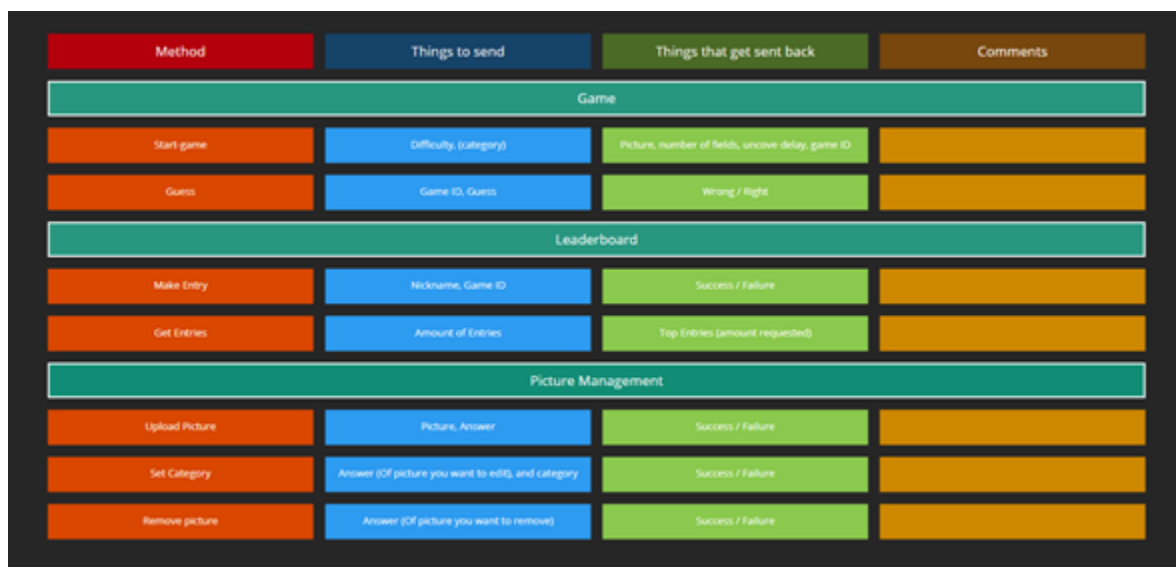 Method Things to send Things that get sent back Comments
Game
Start-game Difficulty, (category) Picture, number of fields, uncove delay, game ID
Guess Game ID, Guess Wrong / Right
Leaderboard
Make Entry Nickname, Game ID Success / Failure
Get Entries Amount of Entries Top Entries (amount requested)
Picture Management
Upload Picture Picture, Answer Success / Failure
Set Category Answer (Of picture you want to edit), and category Success / Failure
Remove picture Answer (Of picture you want to remove) Success / Failure